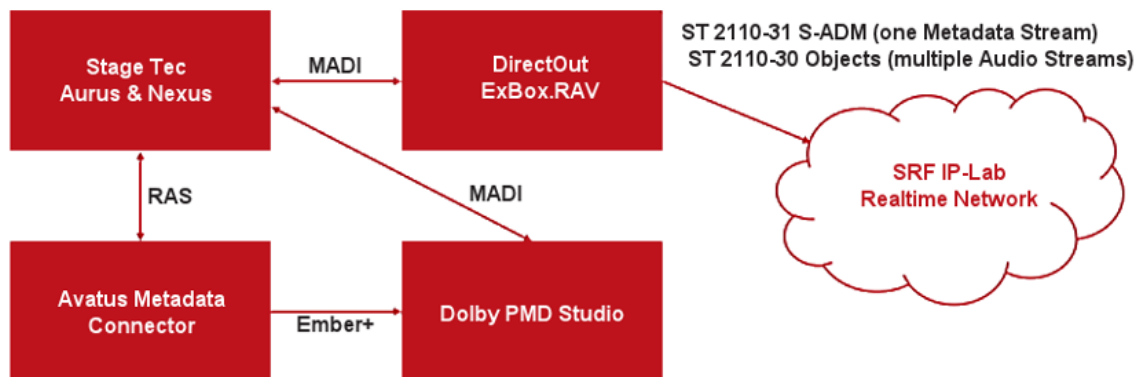 ST 2110-31 S-ADM (one Metadata Stream)
ST 2110-30 Objects (multiple Audio Streams)
Stage Tec
Aurus & Nexus
MADI
DirectOut
ExBox.RAV
SRF IP-Lab
Realtime Network
RAS
MADI
Avatus Metadata
Connector
Ember+
Dolby PMD Studio